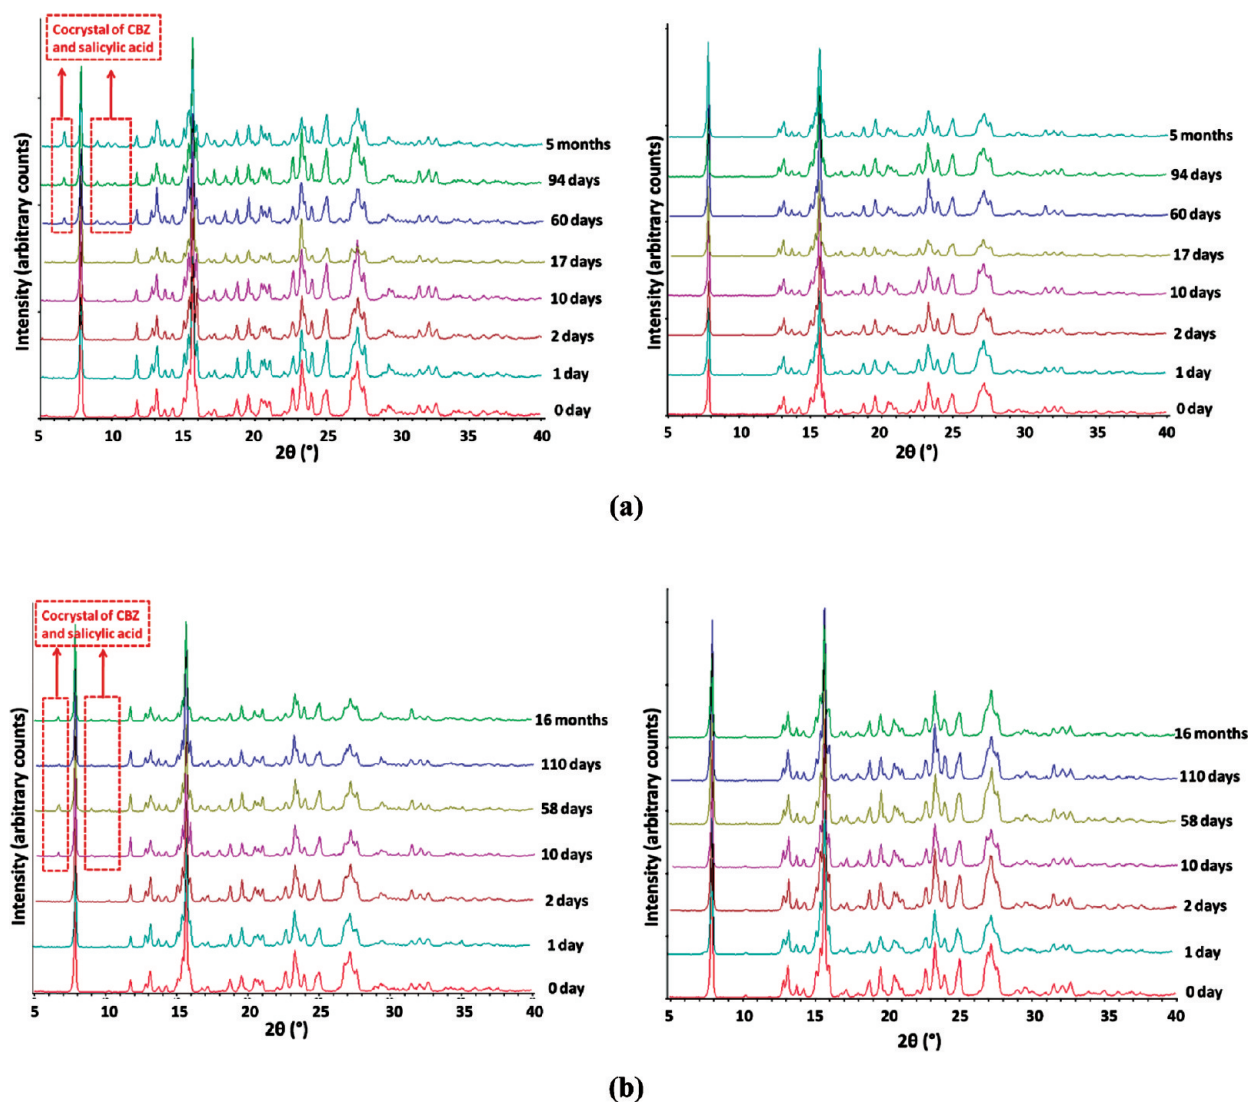 Cocrystal of CBZ
and salicylic acid
Intensity (arbitrary counts)
5 months
94 days
60 days
17 days
10 days
2 days
1 day
0 day
5 10 15 20 25 30 35 40
2θ (°)
Intensity (arbitrary counts)
5 months
94 days
60 days
17 days
10 days
2 days
1 day
0 day
5 10 15 20 25 30 35 40
2θ (°)
(a)
Cocrystal of CBZ
and salicylic acid
Intensity (arbitrary counts)
16 months
110 days
58 days
10 days
2 days
1 day
0 day
5 10 15 20 25 30 35 40
2θ (°)
Intensity (arbitrary counts)
16 months
110 days
58 days
10 days
2 days
1 day
0 day
5 10 15 20 25 30 35 40
2θ (°)
(b)